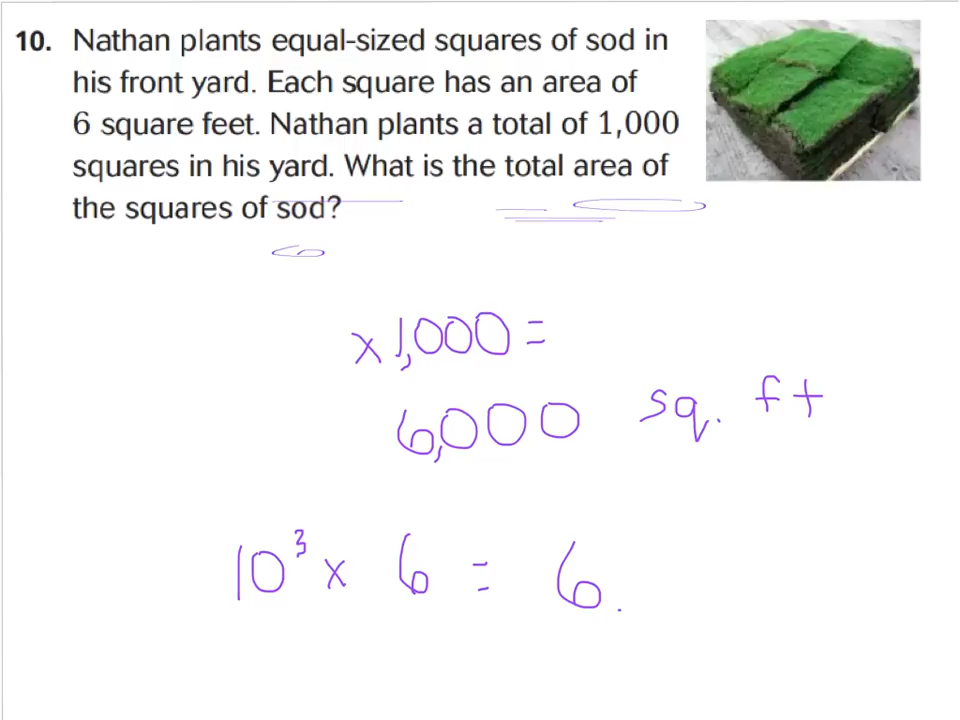 10. Nathan plants equal-sized squares of sod in
his front yard. Each square has an area of
6 square feet. Nathan plants a total of 1,000
squares in his yard. What is the total area of
the squares of sod?
6
x 1,000 =
6,000 sq. ft
10³ x 6 = 6.